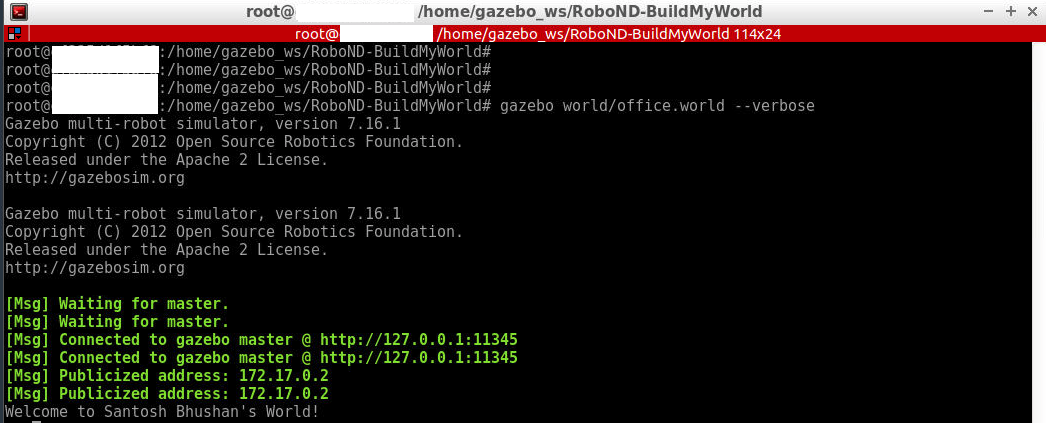 root@ /home/gazebo_ws/RoboND-BuildMyWorld
root@ /home/gazebo_ws/RoboND-BuildMyWorld 114x24
root@ :/home/gazebo_ws/RoboND-BuildMyWorld#
root@ :/home/gazebo_ws/RoboND-BuildMyWorld#
root@ :/home/gazebo_ws/RoboND-BuildMyWorld#
root@ :/home/gazebo_ws/RoboND-BuildMyWorld# gazebo world/office.world --verbose
Gazebo multi-robot simulator, version 7.16.1
Copyright (C) 2012 Open Source Robotics Foundation.
Released under the Apache 2 License.
http://gazebosim.org
Gazebo multi-robot simulator, version 7.16.1
Copyright (C) 2012 Open Source Robotics Foundation.
Released under the Apache 2 License.
http://gazebosim.org
[Msg] Waiting for master.
[Msg] Waiting for master.
[Msg] Connected to gazebo master @ http://127.0.0.1:11345
[Msg] Connected to gazebo master @ http://127.0.0.1:11345
[Msg] Publicized address: 172.17.0.2
[Msg] Publicized address: 172.17.0.2
Welcome to Santosh Bhushan's World!